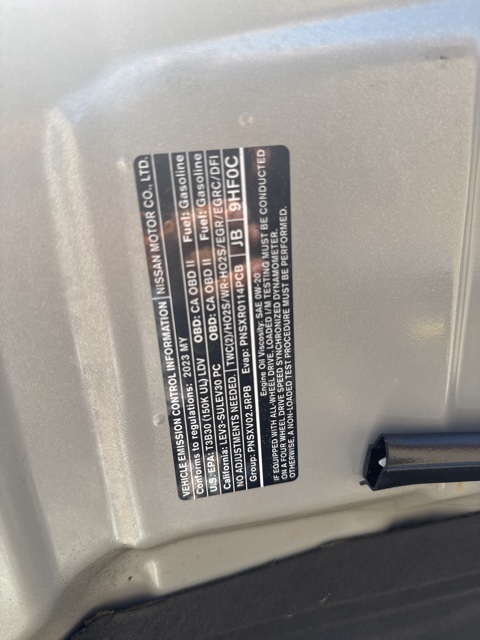 VEHICLE EMISSION CONTROL INFORMATION NISSAN MOTOR CO., LTD.
Conforms to regulations: 2023 MY
U.S. EPA: T3B30 (150K UL) LDV OBD: CA OBD II Fuel: Gasoline
California: LEV3-SULEV30 PC OBD: CA OBD II Fuel: Gasoline
NO ADJUSTMENTS NEEDED. TWC(2)/HO2S/WR-HO2S/EGR/EGRC/DFI
Group: PNSXV02.5RPB Evap: PNSXR0114PCB JB 9HF0C
Engine Oil Viscosity: SAE 0W-20
IF EQUIPPED WITH ALL-WHEEL DRIVE, LOADED I/M TESTING MUST BE CONDUCTED
ON A FOUR WHEEL DRIVE SPEED SYNCHRONIZED DYNAMOMETER.
OTHERWISE, A NON-LOADED TEST PROCEDURE MUST BE PERFORMED.